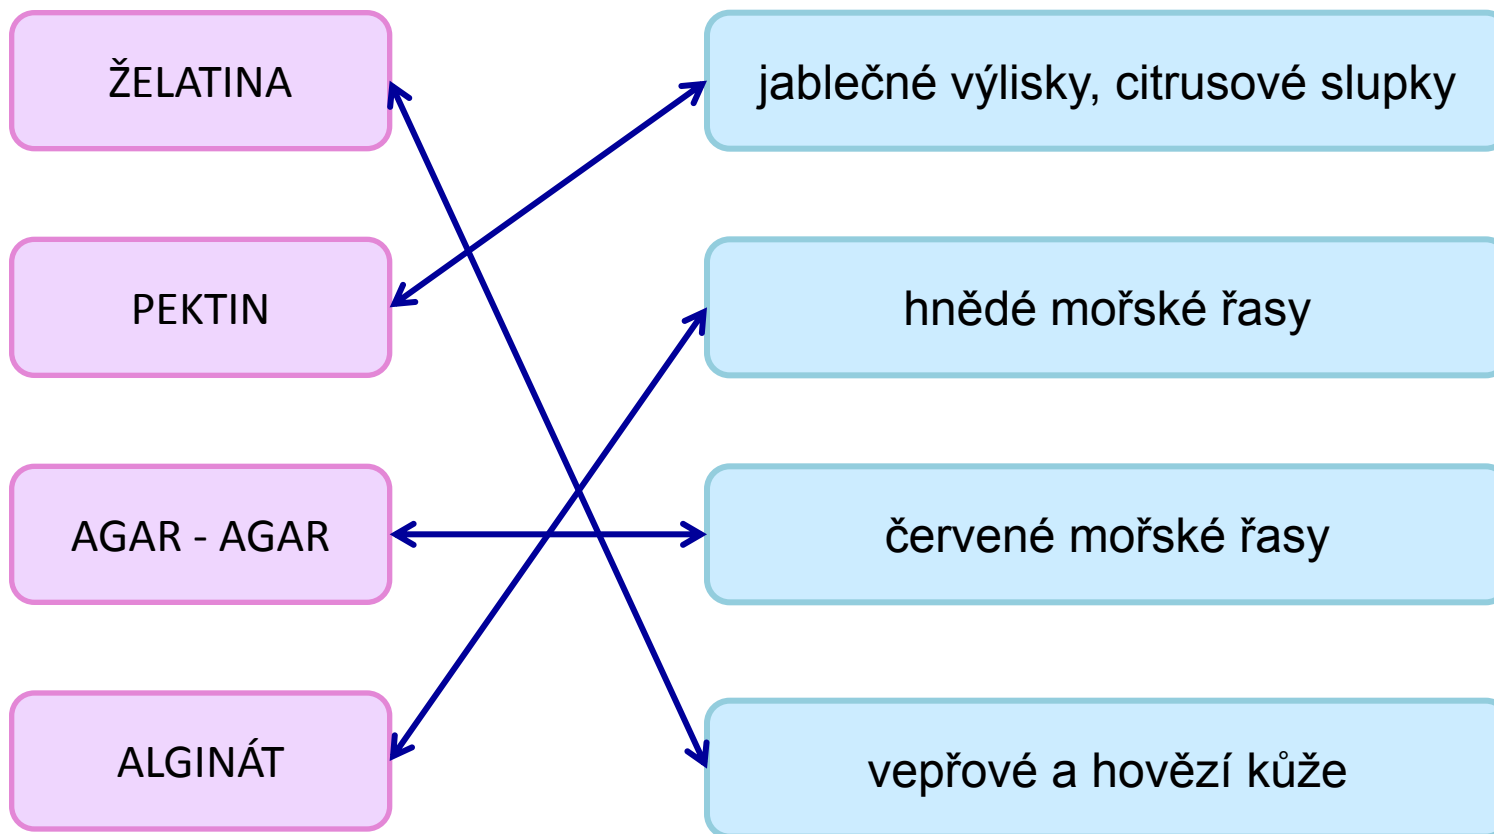 ŽELATINA
jablečné výlisky, citrusové slupky
PEKTIN
hnědé mořské řasy
AGAR - AGAR
červené mořské řasy
ALGINÁT
vepřové a hovězí kůže